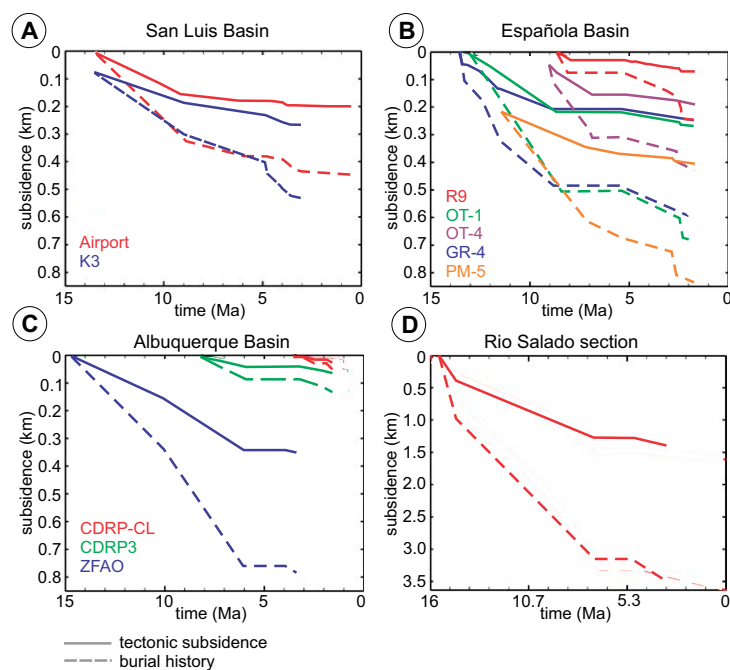 A
San Luis Basin
B
Española Basin
0
0.1
0.2
0.3
0.4
0.5
0.6
0.7
0.8
subsidence (km)
Airport
K3
15
10
5
0
time (Ma)
0
0.1
0.2
0.3
0.4
0.5
0.6
0.7
0.8
subsidence (km)
R9
OT-1
OT-4
GR-4
PM-5
15
10
5
0
time (Ma)
C
Albuquerque Basin
D
Rio Salado section
0
0.1
0.2
0.3
0.4
0.5
0.6
0.7
0.8
subsidence (km)
CDRP-CL
CDRP3
ZFAO
15
10
5
0
time (Ma)
0
.5
1.0
1.5
2.0
2.5
3.0
3.5
subsidence (km)
16
10.7
5.3
0
time (Ma)
tectonic subsidence
burial history